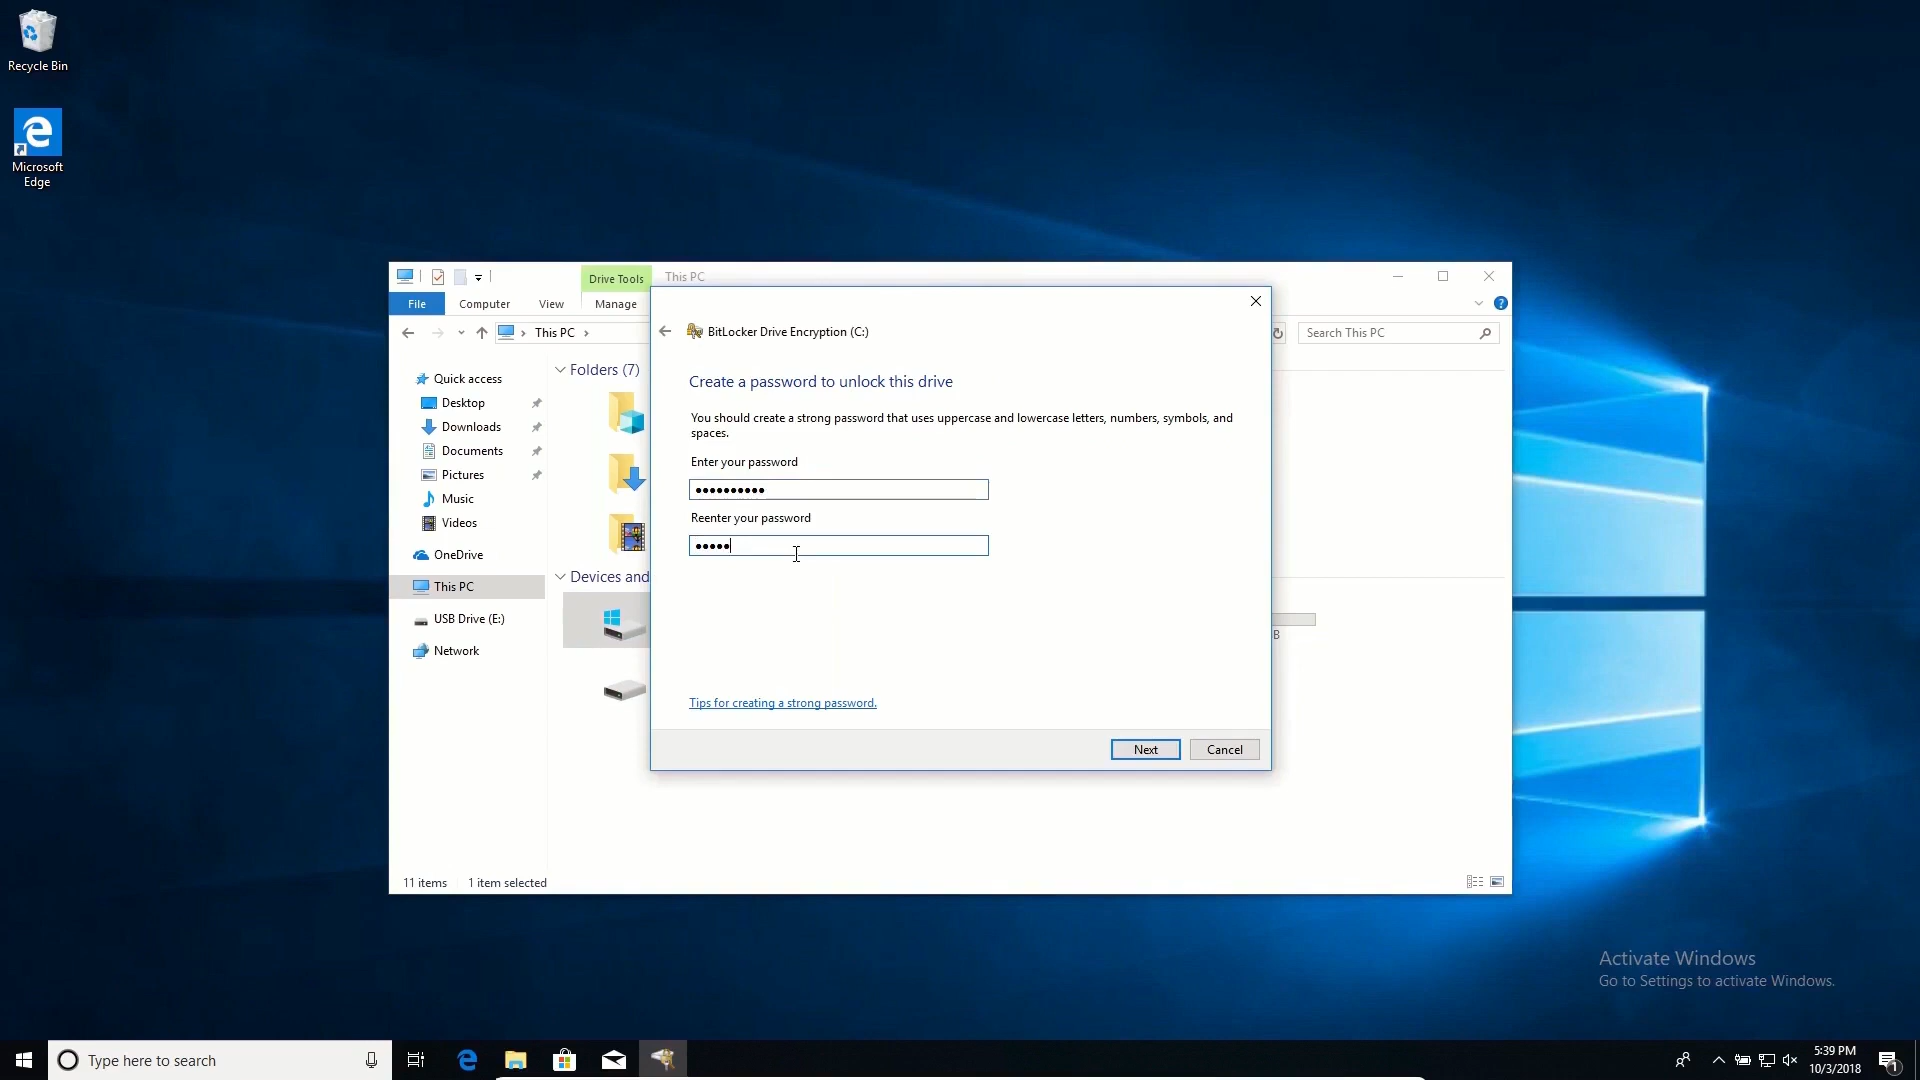 Recycle Bin
Microsoft
Edge
Drive Tools
This PC
File
Computer
View
Manage
This PC
Search This PC
Quick access
Desktop
Downloads
Documents
Pictures
Music
Videos
OneDrive
This PC
USB Drive (E:)
Network
Folders (7)
Devices and
B
11 items
1 item selected
BitLocker Drive Encryption (C:)
Create a password to unlock this drive
You should create a strong password that uses uppercase and lowercase letters, numbers, symbols, and
spaces.
Enter your password
●●●●●●●●●●
Reenter your password
●●●●●
Tips for creating a strong password.
Next
Cancel
Activate Windows
Go to Settings to activate Windows.
Type here to search
5:39 PM
10/3/2018
1